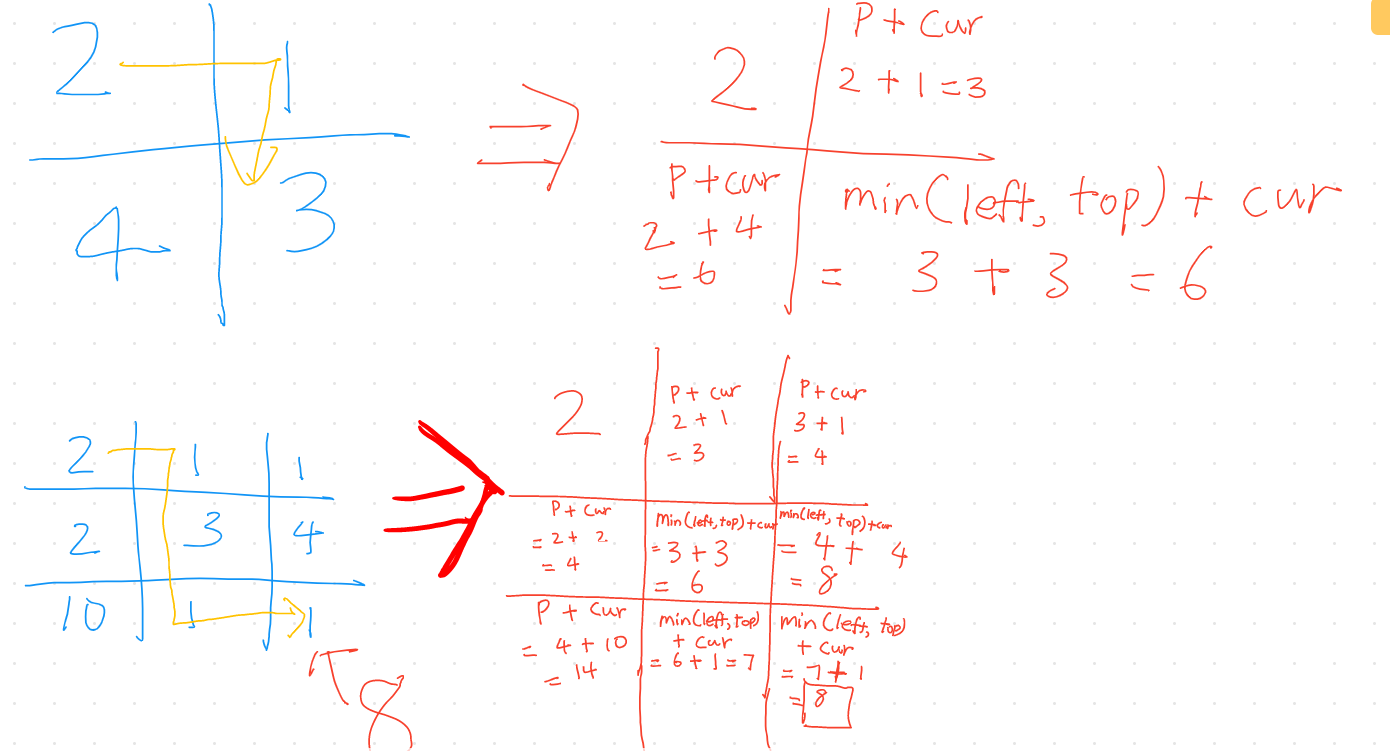 2 1
4 3
2
P + cur
2 + 1 = 3
P + cur
2 + 4
= 6
min(left, top) + cur
= 3 + 3 = 6
2 1 1
2 3 4
10 1 1
8
2
P + cur
2 + 1
= 3
P + cur
3 + 1
= 4
P + cur
= 2 + 2
= 4
min(left, top) + cur
= 3 + 3
= 6
min(left, top) + cur
= 4 + 4
= 8
P + cur
= 4 + 10
= 14
min(left, top)
+ cur
= 6 + 1 = 7
min(left, top)
+ cur
= 7 + 1
= 8